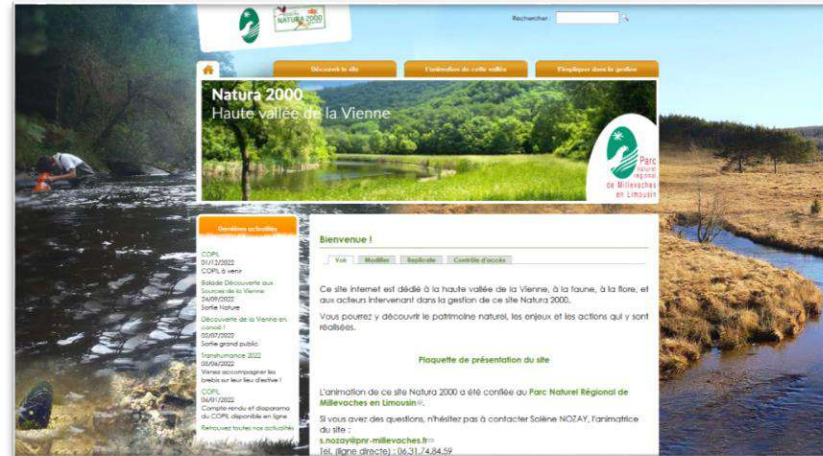 NATURA 2000
Rechercher
Découvrir le site
L'animation de cette vallée
S'impliquer dans la gestion
Natura 2000
Haute vallée de la Vienne
Parc
naturel
régional
de Millevaches
en Limousin
Dernières actualités
COPIL
01/12/2022
COPIL à venir
Balade Découverte aux
Sources de la Vienne
24/09/2022
Sortie Nature
Découverte de la Vienne en
canoë !
02/07/2022
Sortie grand public
Transhumance 2022
05/06/2022
Venez accompagner les
brebis sur leur lieu d'estive !
COPIL
06/01/2022
Compte-rendu et diaporama
du COPIL disponible en ligne
Retrouvez toutes nos actualités
Bienvenue !
Voir
Modifier
Replicate
Contrôle d'accès
Ce site internet est dédié à la haute vallée de la Vienne, à la faune, à la flore, et
aux acteurs intervenant dans la gestion de ce site Natura 2000.
Vous pourrez y découvrir le patrimoine naturel, les enjeux et les actions qui y sont
réalisées.
Plaquette de présentation du site
L'animation de ce site Natura 2000 a été confiée au Parc Naturel Régional de
Millevaches en Limousin.
Si vous avez des questions, n'hésitez pas à contacter Solène NOZAY, l'animatrice
du site :
s.nozay@pnr-millevaches.fr
Tel. (ligne directe) : 06.31.74.84.59